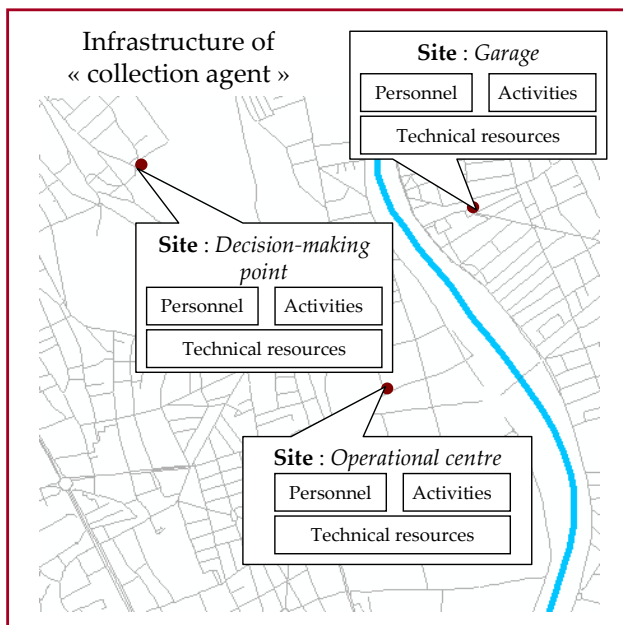 Infrastructure of
« collection agent »
Site : Garage
Personnel
Activities
Technical resources
Site : Decision-making
point
Personnel
Activities
Technical resources
Site : Operational centre
Personnel
Activities
Technical resources